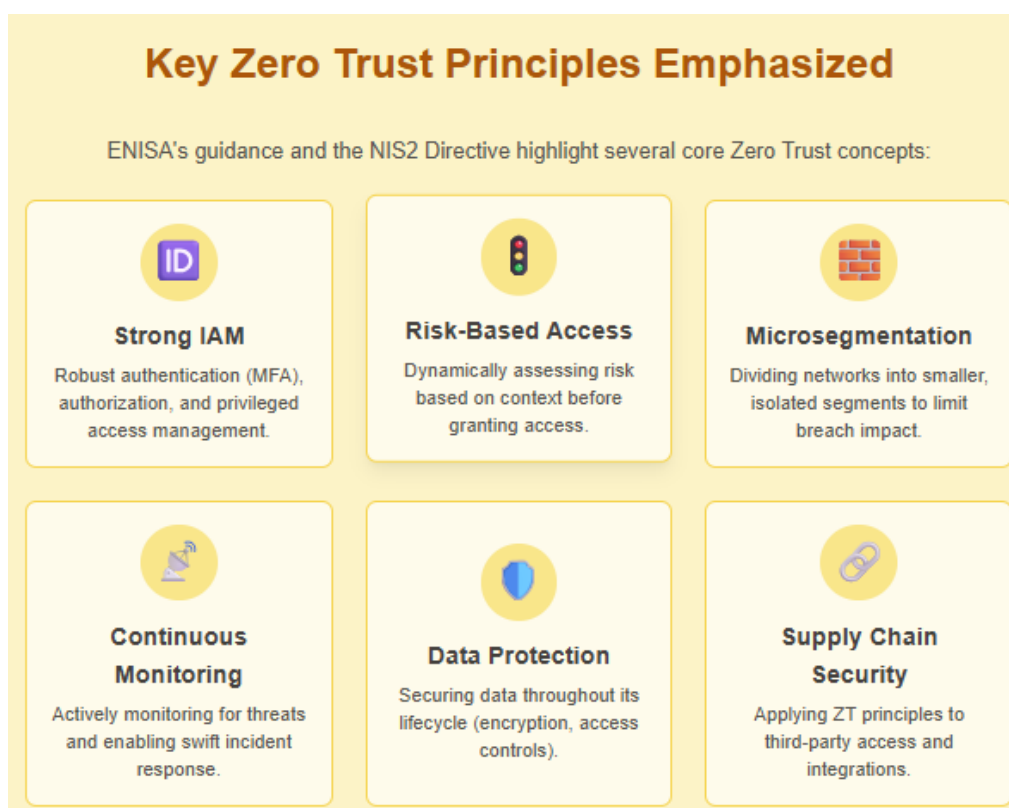 Key Zero Trust Principles Emphasized
ENISA's guidance and the NIS2 Directive highlight several core Zero Trust concepts:
ID
Strong IAM
Robust authentication (MFA),
authorization, and privileged
access management.
Risk-Based Access
Dynamically assessing risk
based on context before
granting access.
Microsegmentation
Dividing networks into smaller,
isolated segments to limit
breach impact.
Continuous
Monitoring
Actively monitoring for threats
and enabling swift incident
response.
Data Protection
Securing data throughout its
lifecycle (encryption, access
controls).
Supply Chain
Security
Applying ZT principles to
third-party access and
integrations.